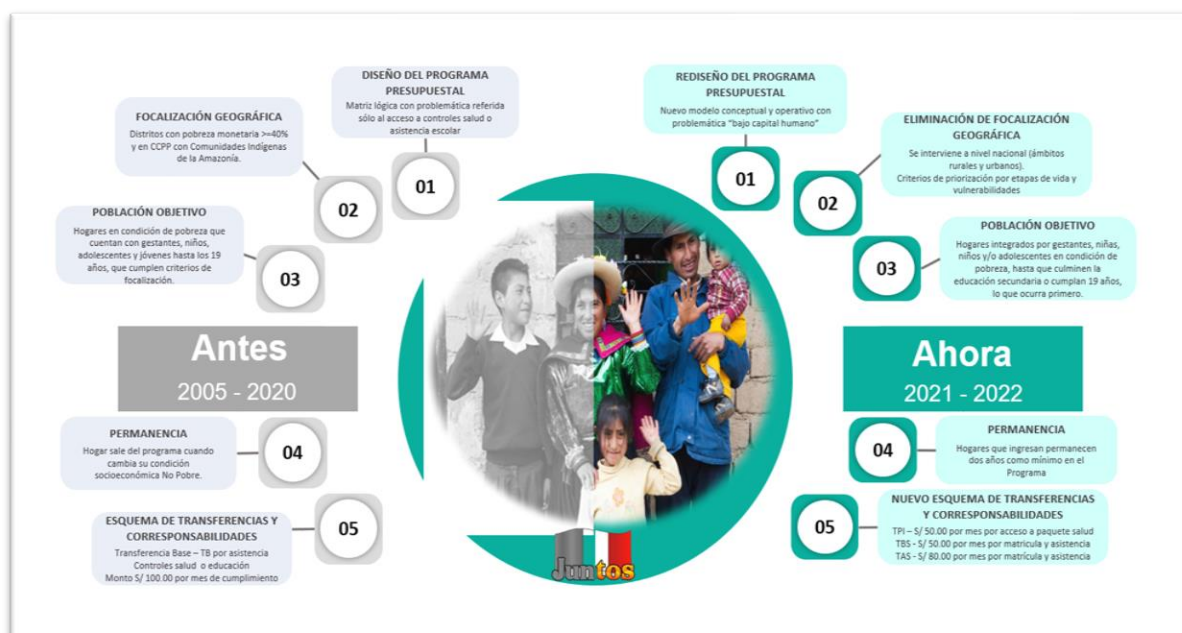 DISEÑO DEL PROGRAMA
PRESUPUESTAL
Matriz lógica con problemática referida
sólo al acceso a controles salud o
asistencia escolar
01
FOCALIZACIÓN GEOGRÁFICA
Distritos con pobreza monetaria >=40%
y en CCPP con Comunidades Indígenas
de la Amazonía.
02
POBLACIÓN OBJETIVO
Hogares en condición de pobreza que
cuentan con gestantes, niños,
adolescentes y jóvenes hasta los 19
años, que cumplen criterios de
focalización.
03
Antes
2005 - 2020
PERMANENCIA
Hogar sale del programa cuando
cambia su condición
socioeconómica No Pobre.
04
ESQUEMA DE TRANSFERENCIAS Y
CORRESPONSABILIDADES
Transferencia Base – TB por asistencia
Controles salud o educación
Monto S/ 100.00 por mes de cumplimiento
05
Juntos
REDISEÑO DEL PROGRAMA
PRESUPUESTAL
Nuevo modelo conceptual y operativo con
problemática "bajo capital humano"
01
ELIMINACIÓN DE FOCALIZACIÓN
GEOGRÁFICA
Se interviene a nivel nacional (ámbitos
rurales y urbanos).
Criterios de priorización por etapas de vida y
vulnerabilidades
02
POBLACIÓN OBJETIVO
Hogares integrados por gestantes, niñas,
niños y/o adolescentes en condición de
pobreza, hasta que culminen la
educación secundaria o cumplan 19 años,
lo que ocurra primero.
03
Ahora
2021 - 2022
PERMANENCIA
Hogares que ingresan permanecen
dos años como mínimo en el
Programa
04
NUEVO ESQUEMA DE TRANSFERENCIAS
Y CORRESPONSABILIDADES
TPI – S/ 50.00 por mes por acceso a paquete salud
TBS - S/ 50.00 por mes por matricula y asistencia
TAS - S/ 80.00 por mes por matrícula y asistencia
05